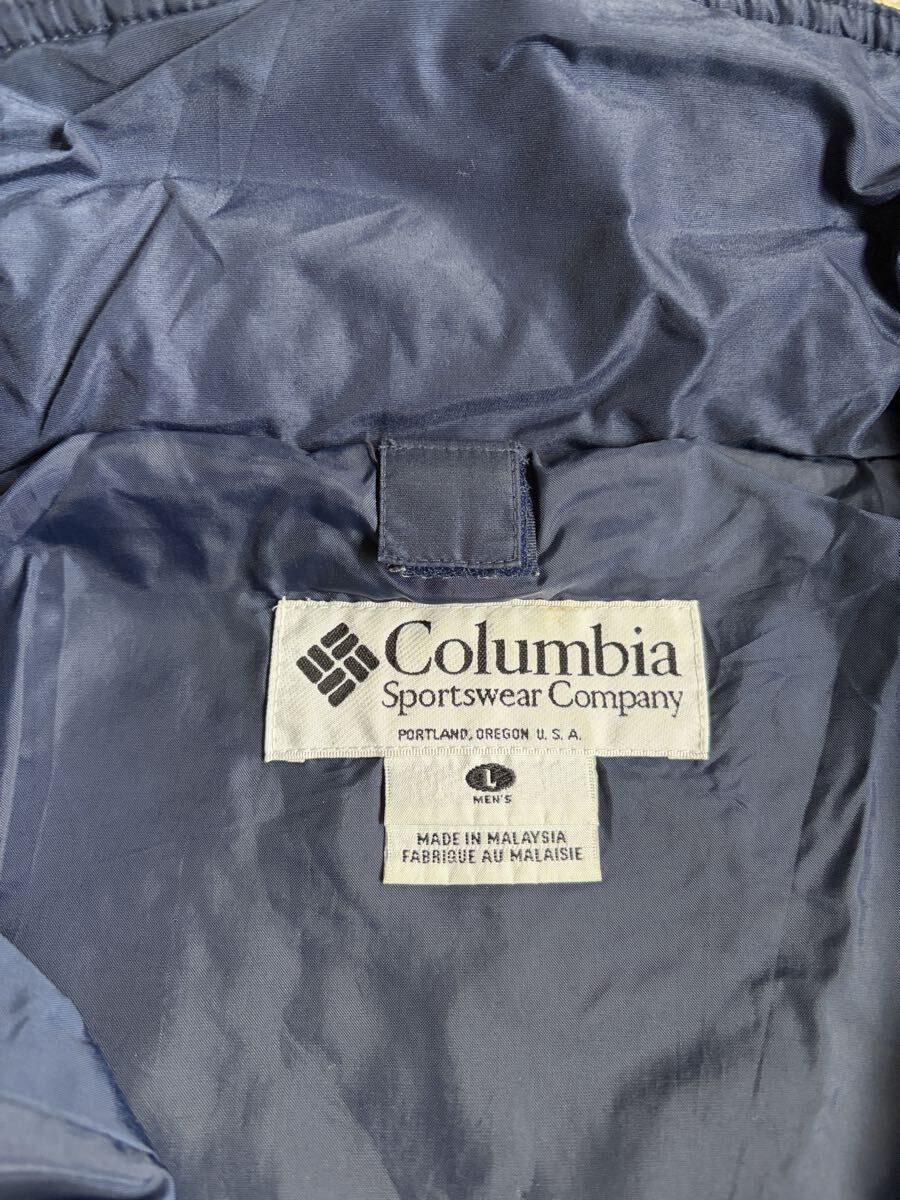 Columbia
Sportswear Company
PORTLAND, OREGON U.S.A.
L
MEN'S
MADE IN MALAYSIA
FABRIQUE AU MALAISIE